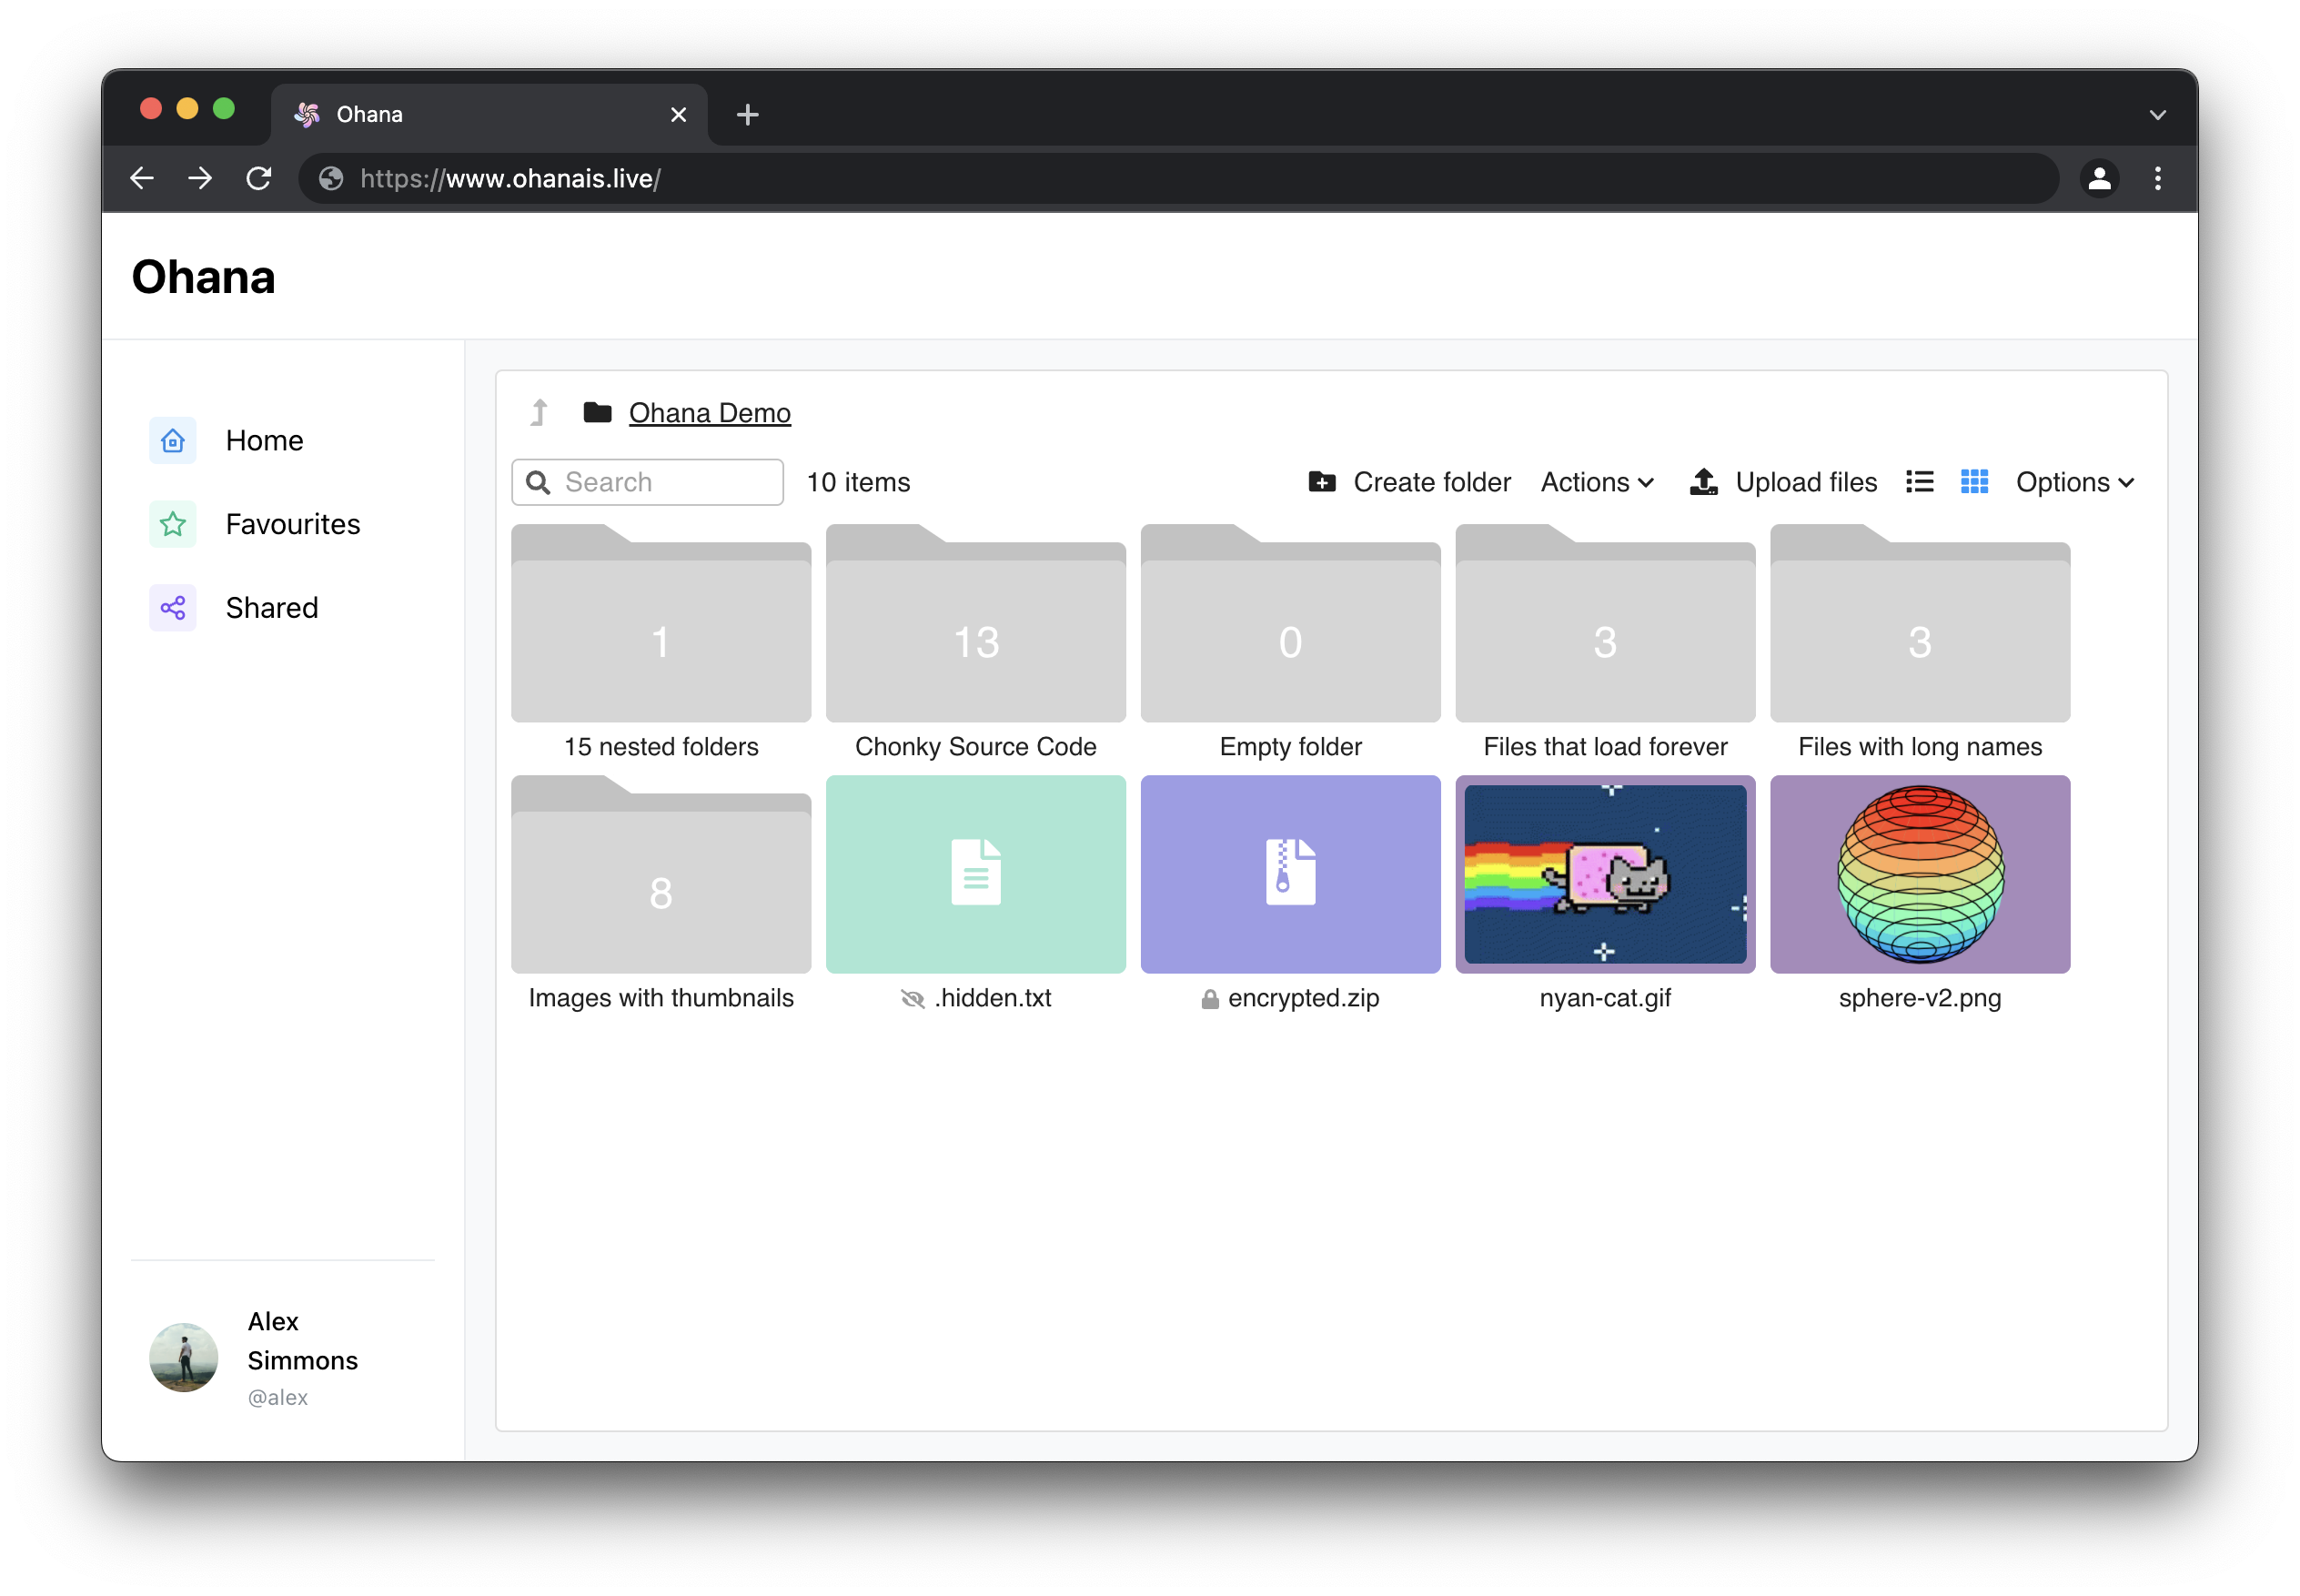 Ohana
https://www.ohanais.live/
Ohana
Home
Favourites
Shared
Alex
Simmons
@alex
Ohana Demo
Search
10 items
Create folder
Actions
Upload files
Options
1
13
0
3
3
15 nested folders
Chonky Source Code
Empty folder
Files that load forever
Files with long names
8
Images with thumbnails
.hidden.txt
encrypted.zip
nyan-cat.gif
sphere-v2.png